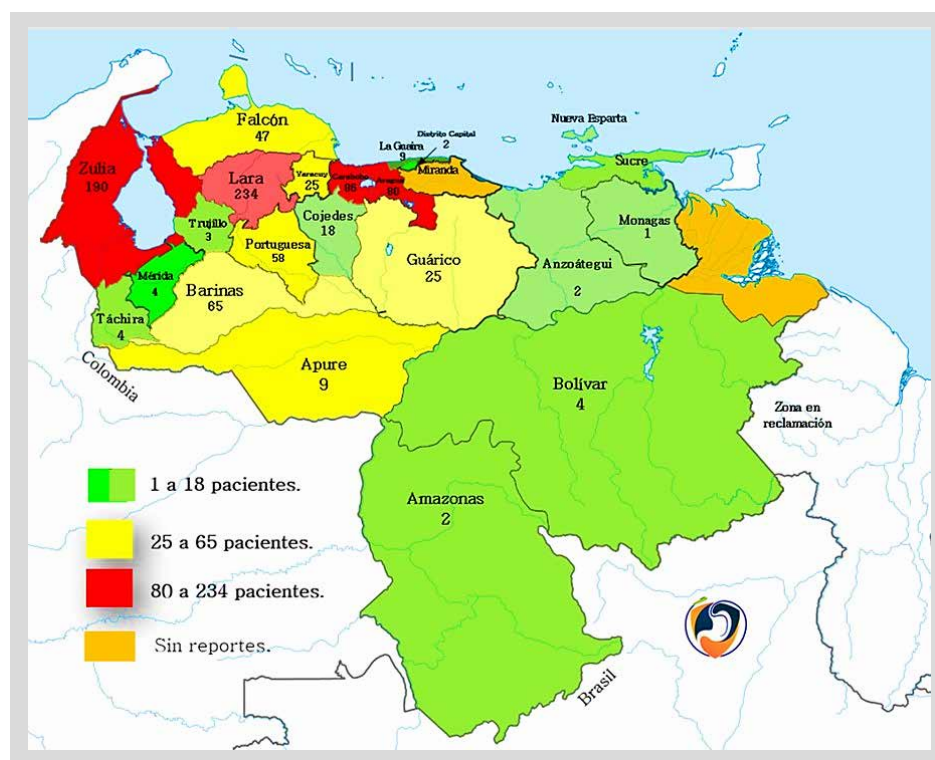 Falcón
47
Nueva Esparta
Distrito Capital
2
La Guaira
9
Sucre
Zulia
190
Lara
234
Yaracuy
25
Carabobo
86
Aragua
80
Miranda
Cojedes
18
Monagas
1
Trujillo
3
Portuguesa
58
Guárico
25
Anzoátegui
2
Mérida
4
Barinas
65
Táchira
4
Colombia
Apure
9
Bolívar
4
Zona en
reclamación
Amazonas
2
Brasil
1 a 18 pacientes.
25 a 65 pacientes.
80 a 234 pacientes.
Sin reportes.